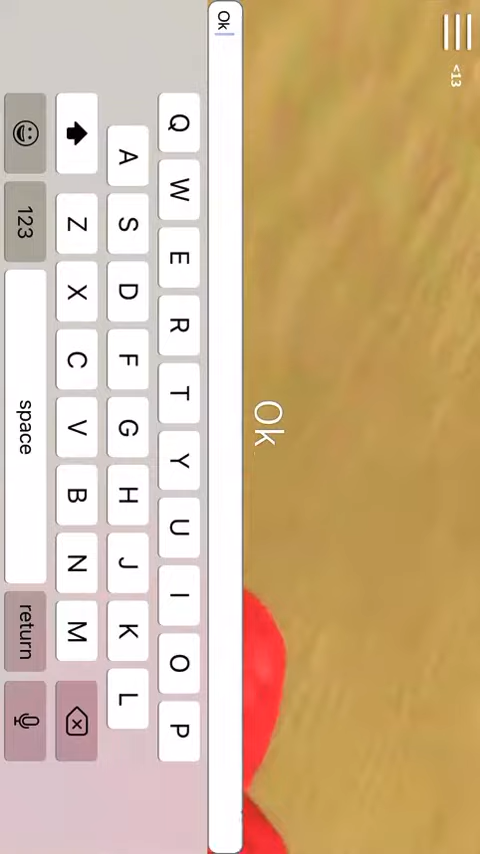 <13
Ok
Ok
Q W E R T Y U I O P
A S D F G H J K L
Z X C V B N M
123 space return